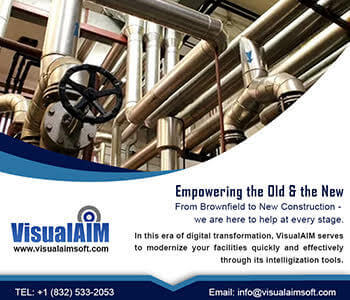 Empowering the Old & the New
From Brownfield to New Construction -
we are here to help at every stage.
VisualAIM
www.visualaimsoft.com
In this era of digital transformation, VisualAIM serves
to modernize your facilities quickly and effectively
through its intelligization tools.
TEL: +1 (832) 533-2053
Email: info@visualaimsoft.com